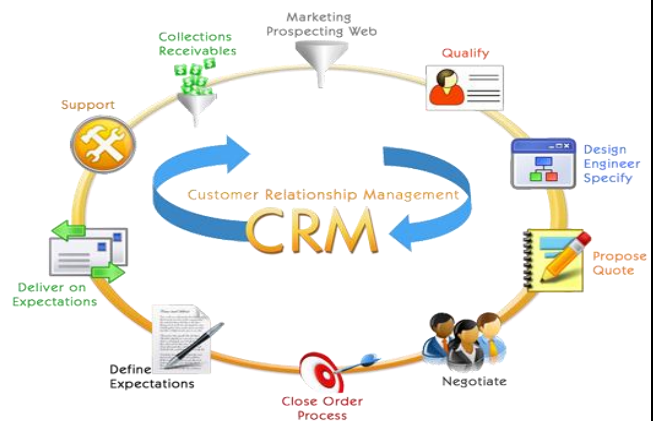 Marketing
Prospecting Web
Collections
Receivables
Qualify
Support
Design
Engineer
Specify
Customer Relationship Management
CRM
Propose
Quote
Deliver on
Expectations
Define
Expectations
Negotiate
Close Order
Process